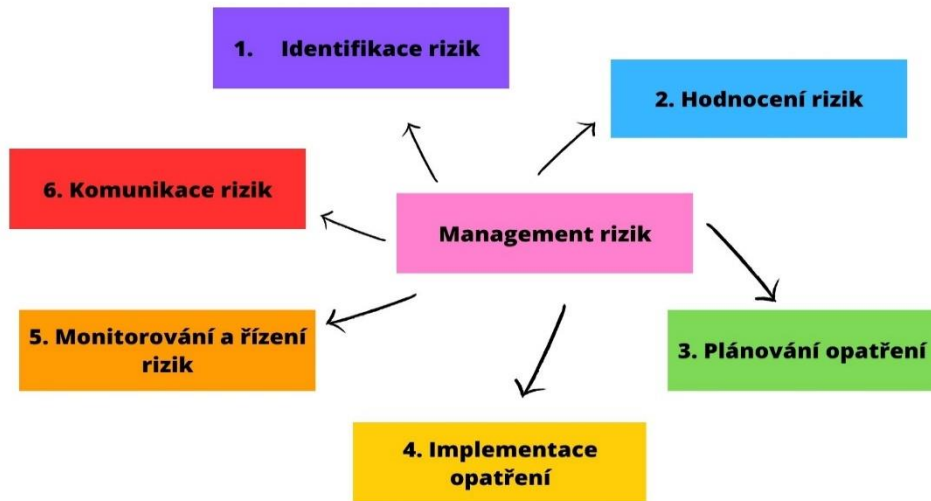 1. Identifikace rizik
2. Hodnocení rizik
6. Komunikace rizik
Management rizik
5. Monitorování a řízení
rizik
3. Plánování opatření
4. Implementace
opatření